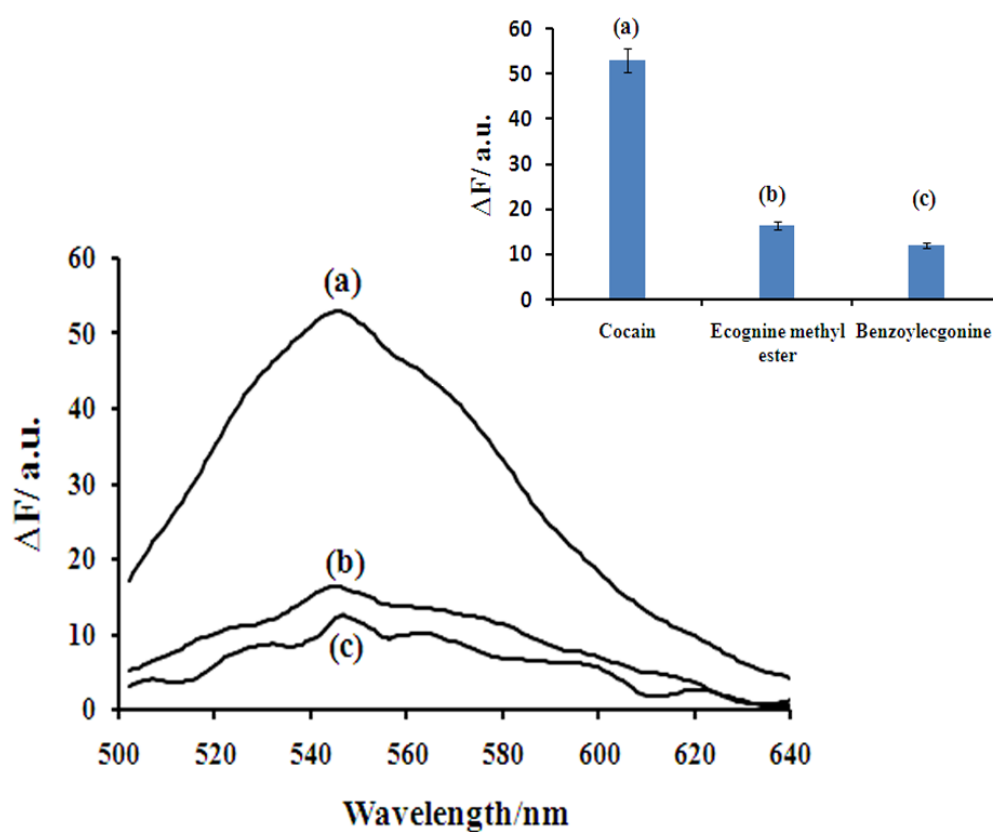 60
50
40
30
20
10
0
ΔF/ a.u.
(a)
(b)
(c)
Cocain
Ecognine methyl
ester
Benzoylecgonine
60
50
40
30
20
10
0
ΔF/ a.u.
(a)
(b)
(c)
500 520 540 560 580 600 620 640
Wavelength/nm